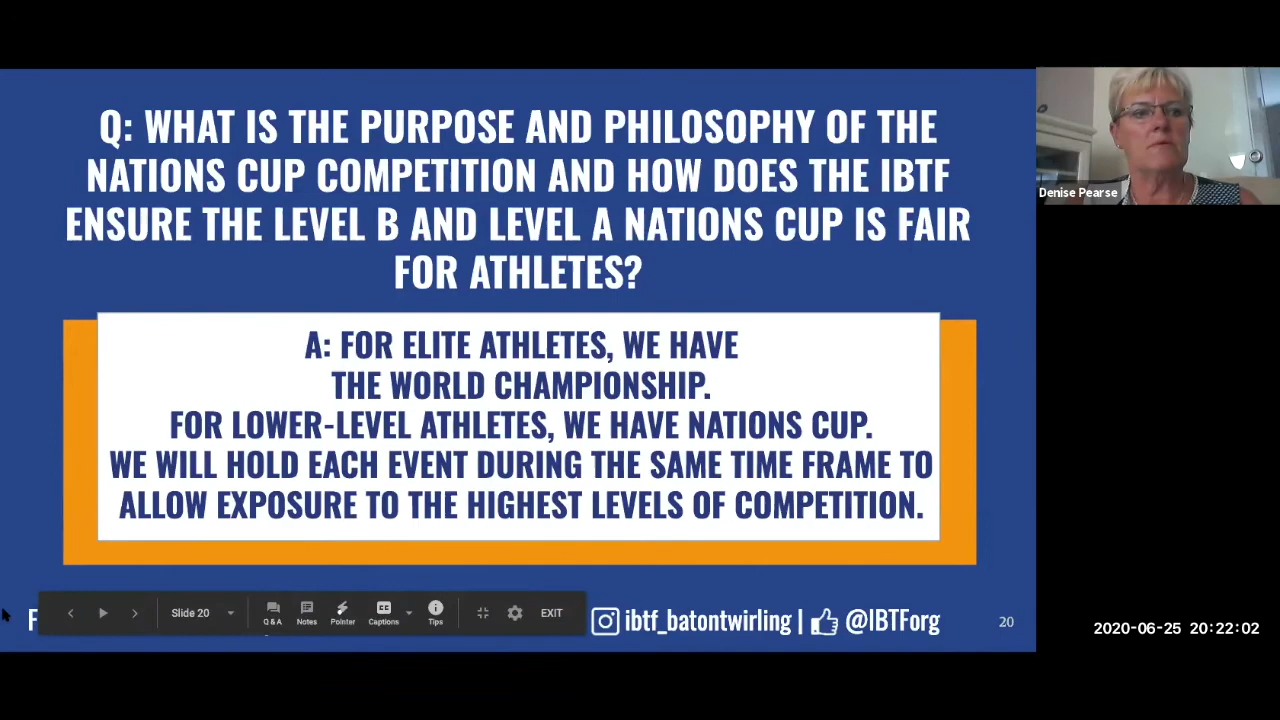 Q: WHAT IS THE PURPOSE AND PHILOSOPHY OF THE
NATIONS CUP COMPETITION AND HOW DOES THE IBTF
ENSURE THE LEVEL B AND LEVEL A NATIONS CUP IS FAIR
FOR ATHLETES?
A: FOR ELITE ATHLETES, WE HAVE
THE WORLD CHAMPIONSHIP.
FOR LOWER-LEVEL ATHLETES, WE HAVE NATIONS CUP.
WE WILL HOLD EACH EVENT DURING THE SAME TIME FRAME TO
ALLOW EXPOSURE TO THE HIGHEST LEVELS OF COMPETITION.
Denise Pearse
Slide 20
Q & A Notes Pointer Captions Tips
EXIT
ibtf_batontwirling | @IBTForg
20
2020-06-25 20:22:02